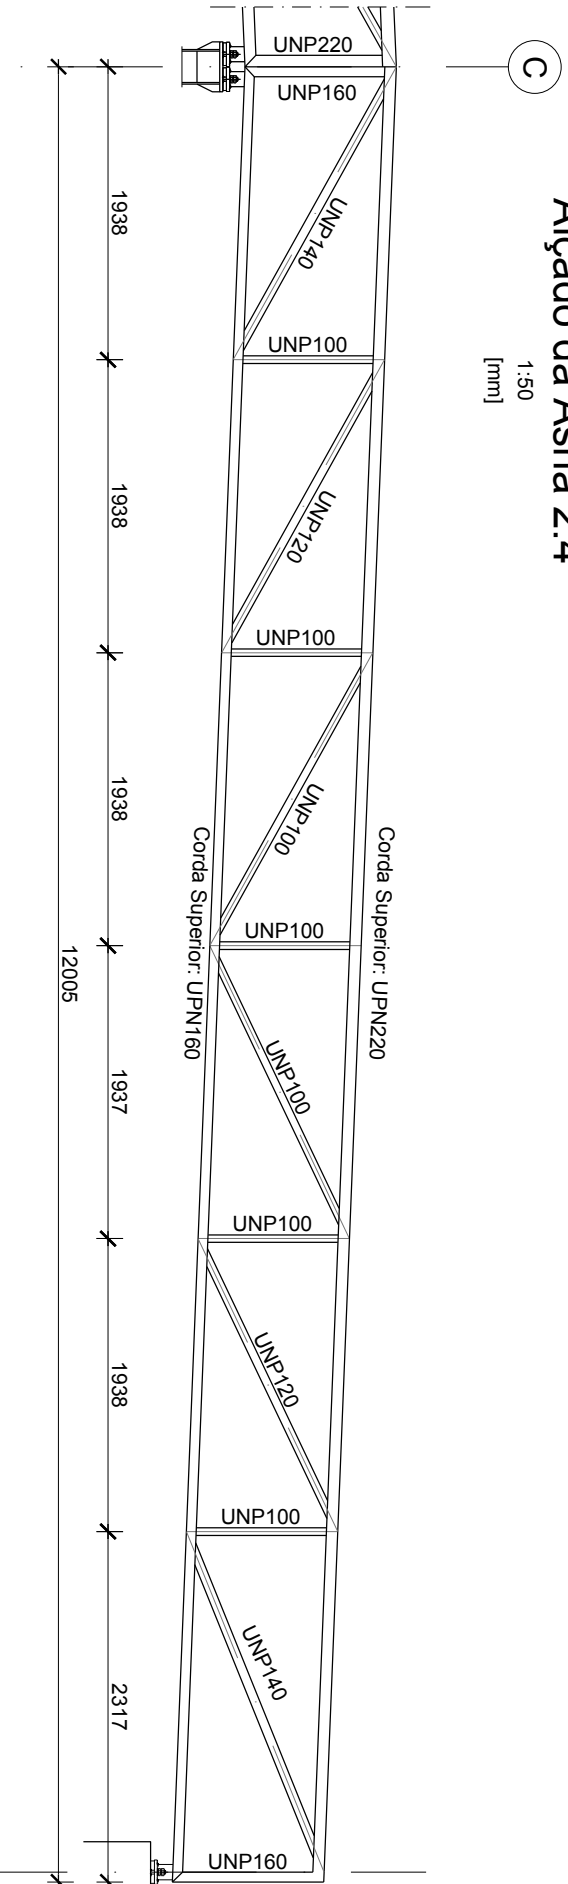 C
Alçado da Asna 2.4
1:50
[mm]
UNP220
UNP160
UNP140
UNP100
UNP120
UNP100
UNP100
UNP100
UNP100
UNP100
UNP120
UNP100
UNP140
UNP160
Corda Superior: UPN220
Corda Superior: UPN160
1938
1938
1938
1937
1938
2317
12005